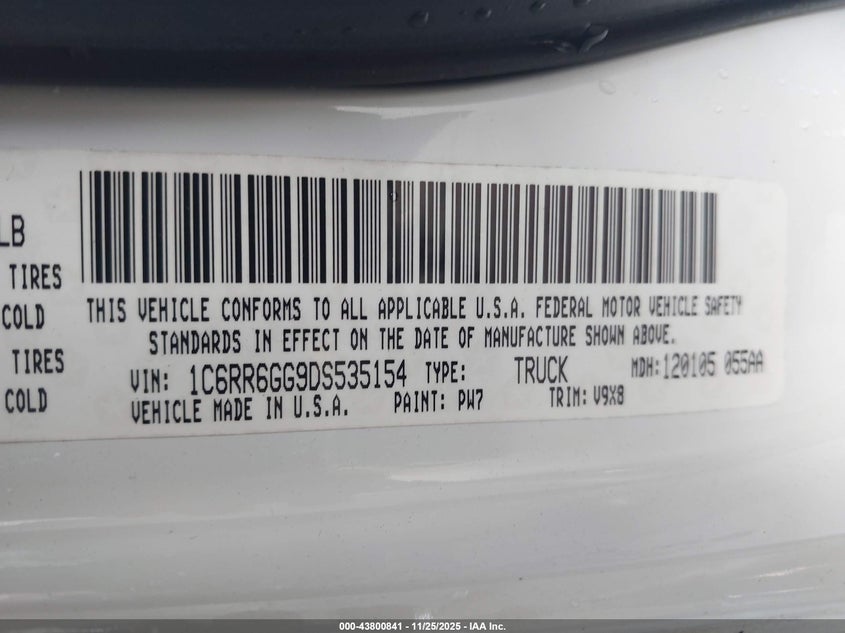 LB
TIRES
COLD
TIRES
COLD
THIS VEHICLE CONFORMS TO ALL APPLICABLE U.S.A. FEDERAL MOTOR VEHICLE SAFETY
STANDARDS IN EFFECT ON THE DATE OF MANUFACTURE SHOWN ABOVE.
VIN: 1C6RR6GG9DS535154 TYPE: TRUCK MDH: 120105 055AA
VEHICLE MADE IN U.S.A. PAINT: PW7 TRIM: V9X8
000-43800841 - 11/25/2025 - IAA Inc.